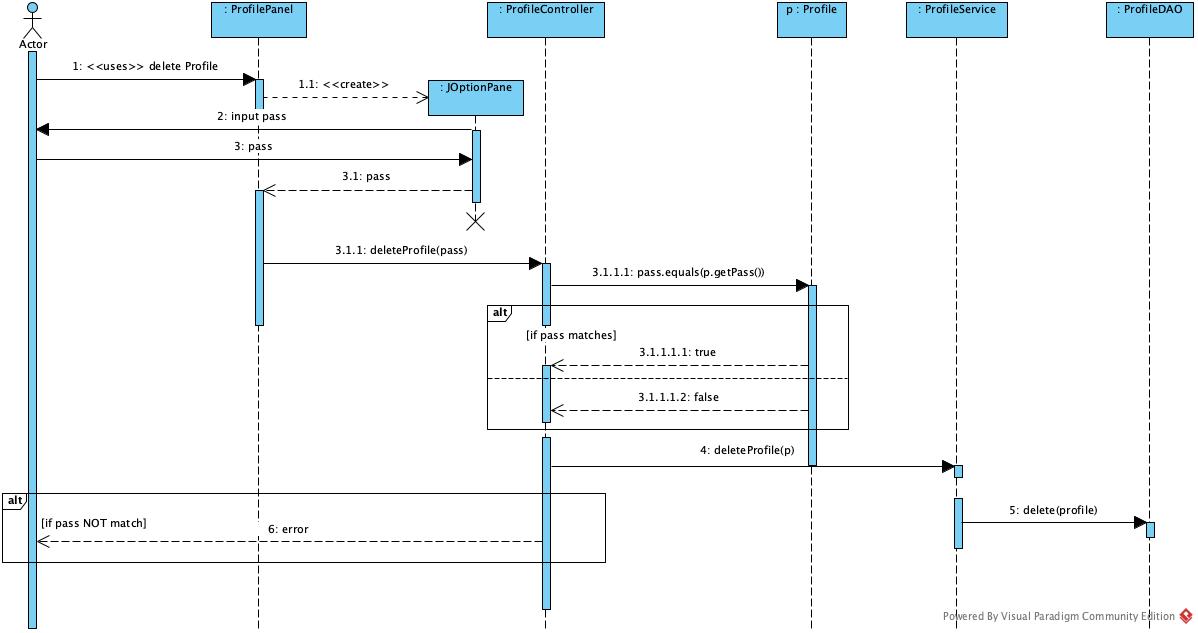 : ProfilePanel
: ProfileController
p : Profile
: ProfileService
: ProfileDAO
Actor
1: <<uses>> delete Profile
1.1: <<create>>
: JOptionPane
2: input pass
3: pass
3.1: pass
3.1.1: deleteProfile(pass)
3.1.1.1: pass.equals(p.getPass())
alt
[if pass matches]
3.1.1.1.1: true
3.1.1.1.2: false
4: deleteProfile(p)
alt
[if pass NOT match]
6: error
5: delete(profile)
Powered By Visual Paradigm Community Edition